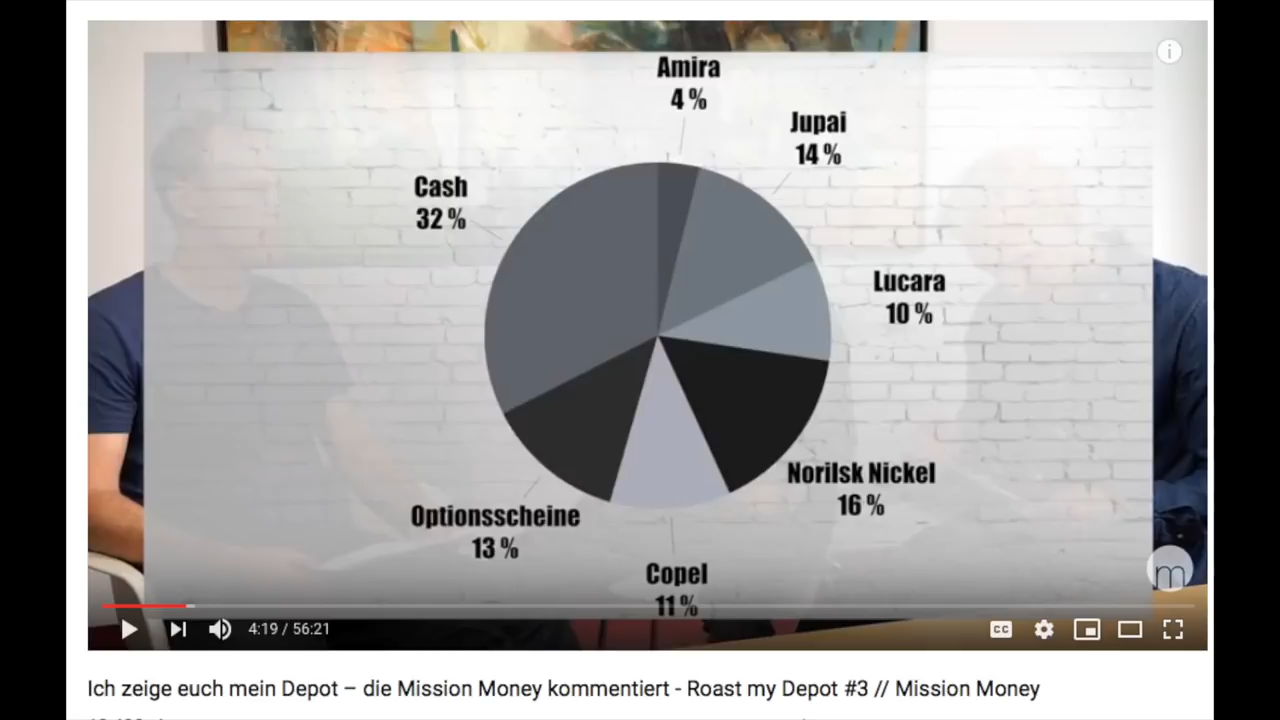 Amira
4 %
Jupai
14 %
Cash
32 %
Lucara
10 %
Norilsk Nickel
16 %
Optionsscheine
13 %
Copel
11 %
m
4:19 / 56:21
CC
Ich zeige euch mein Depot – die Mission Money kommentiert - Roast my Depot #3 // Mission Money